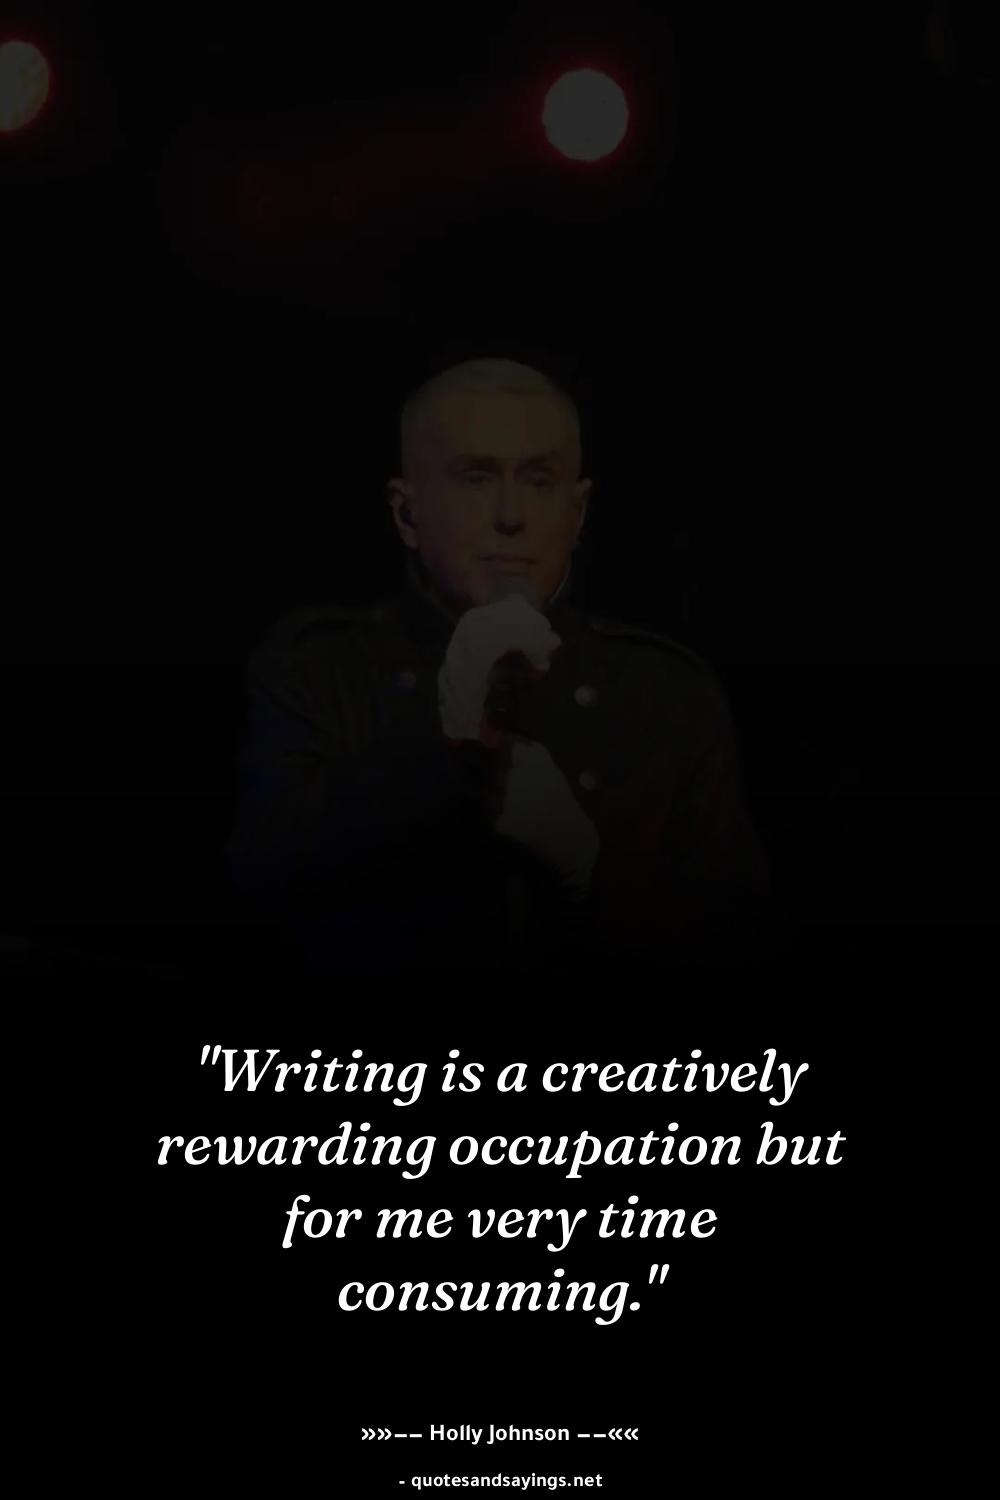 "Writing is a creatively
rewarding occupation but
for me very time
consuming."
»»−− Holly Johnson −−««
- quotesandsayings.net